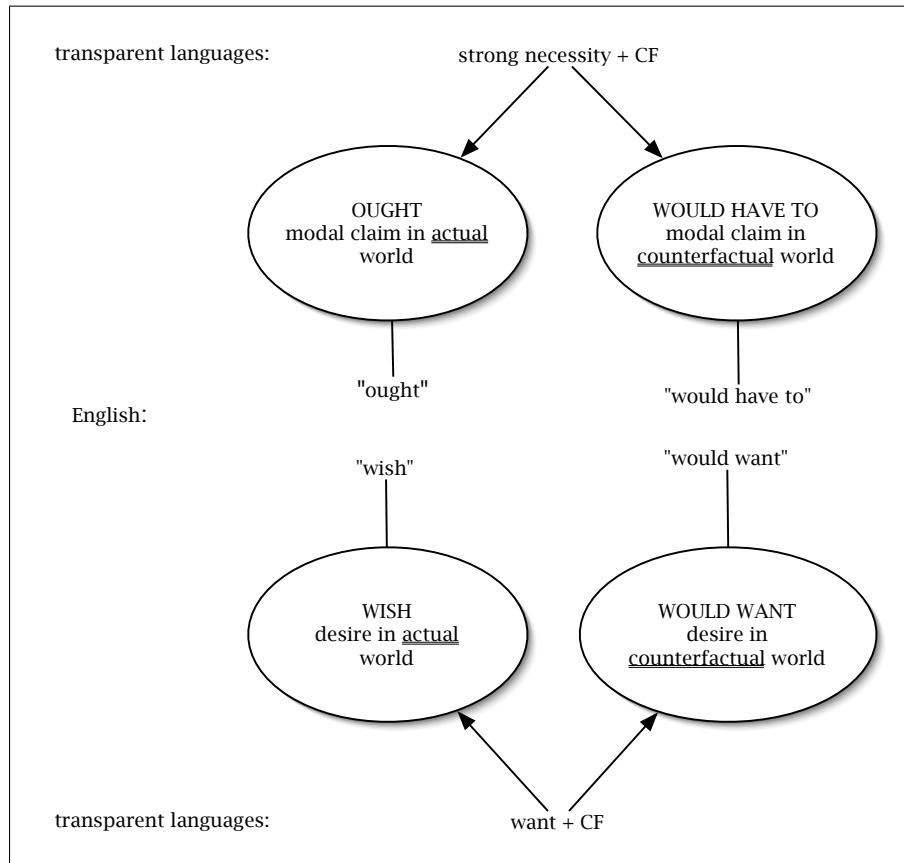 transparent languages: strong necessity + CF
OUGHT
modal claim in actual
world
WOULD HAVE TO
modal claim in
counterfactual world
"ought" "would have to"
English:
"wish" "would want"
WISH
desire in actual
world
WOULD WANT
desire in
counterfactual world
transparent languages: want + CF